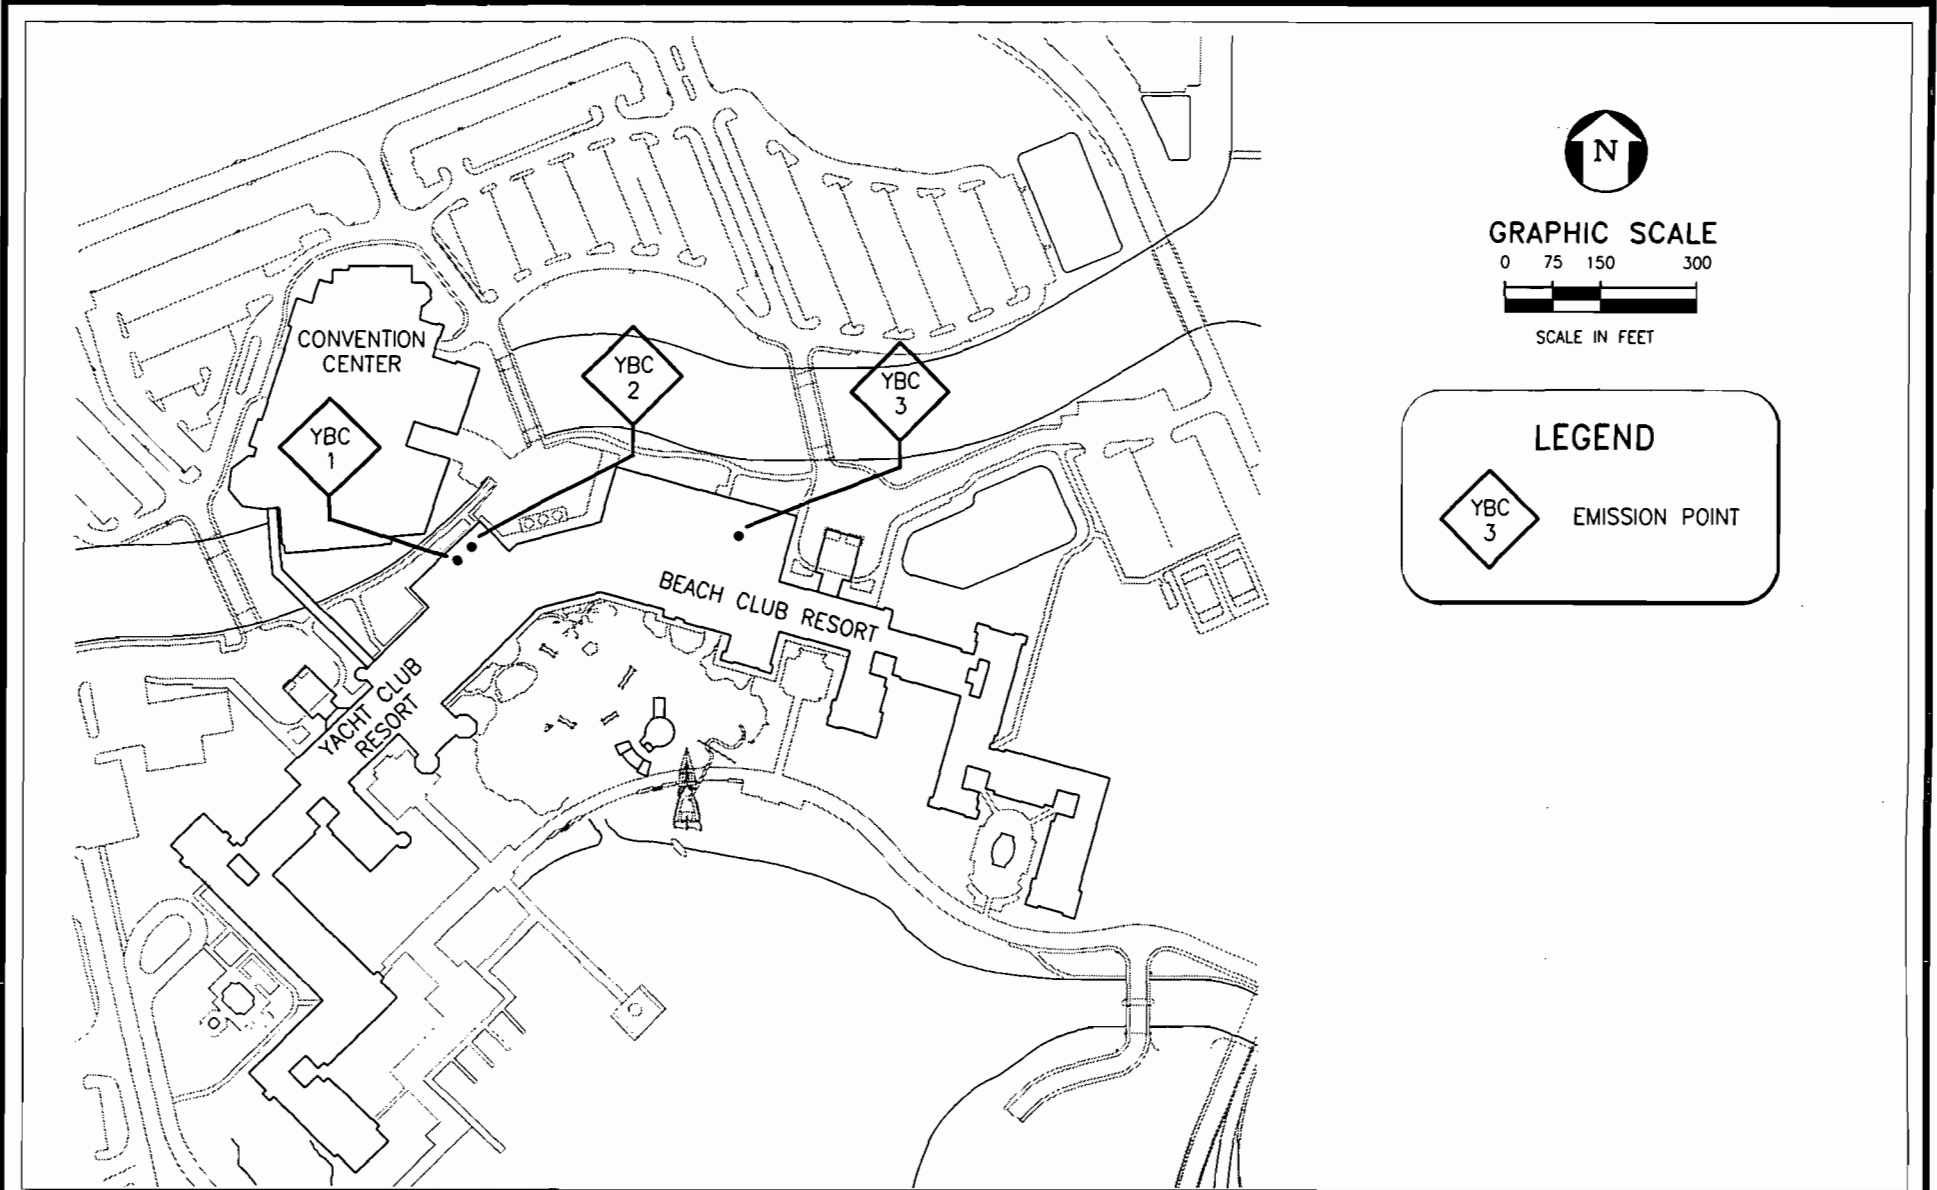 N
GRAPHIC SCALE
0 75 150 300
SCALE IN FEET
CONVENTION
CENTER
YBC
2
YBC
3
YBC
1
LEGEND
YBC
3
EMISSION POINT
BEACH CLUB RESORT
YACHT CLUB
RESORT